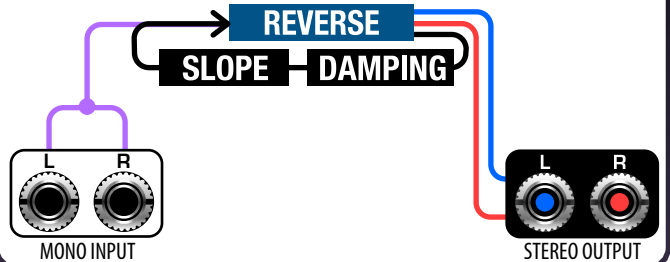 REVERSE
SLOPE DAMPING
L R
L R
MONO INPUT
STEREO OUTPUT